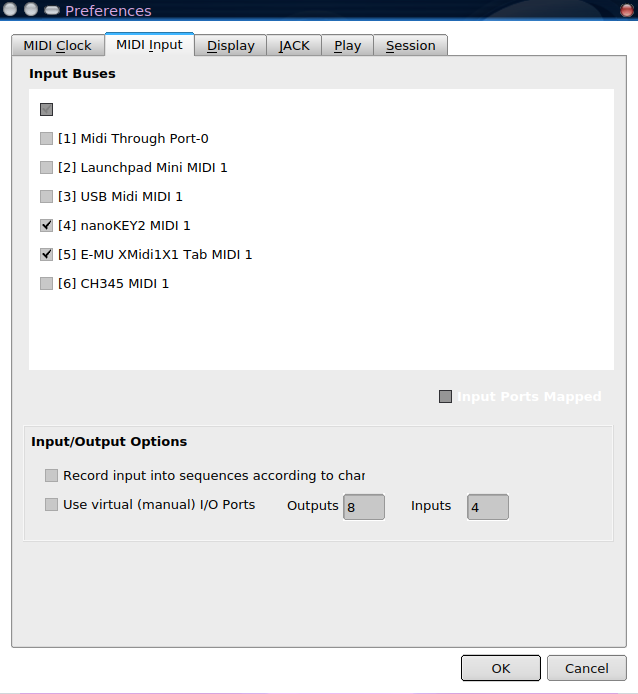 Preferences
MIDI Clock MIDI Input Display JACK Play Session
Input Buses
[1] Midi Through Port-0
[2] Launchpad Mini MIDI 1
[3] USB Midi MIDI 1
[4] nanoKEY2 MIDI 1
[5] E-MU XMidi1X1 Tab MIDI 1
[6] CH345 MIDI 1
Input Ports Mapped
Input/Output Options
Record input into sequences according to char
Use virtual (manual) I/O Ports Outputs 8 Inputs 4
OK Cancel